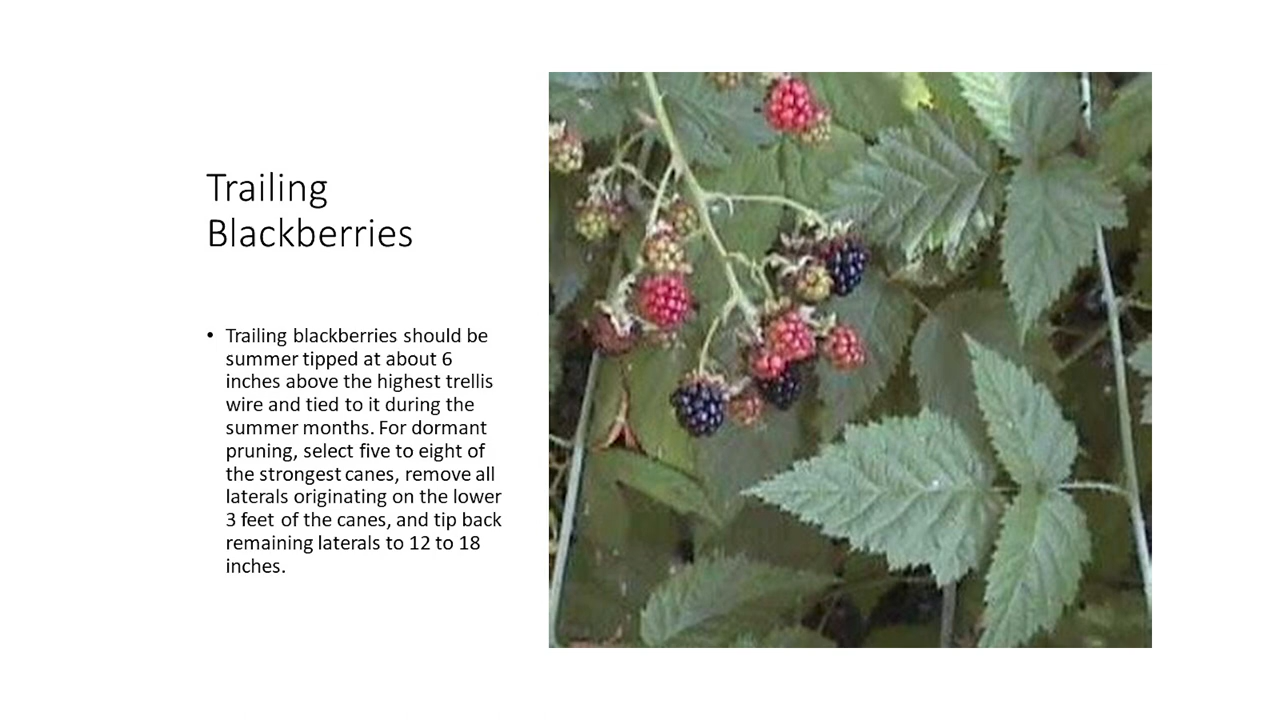 Trailing
Blackberries
• Trailing blackberries should be
summer tipped at about 6
inches above the highest trellis
wire and tied to it during the
summer months. For dormant
pruning, select five to eight of
the strongest canes, remove all
laterals originating on the lower
3 feet of the canes, and tip back
remaining laterals to 12 to 18
inches.